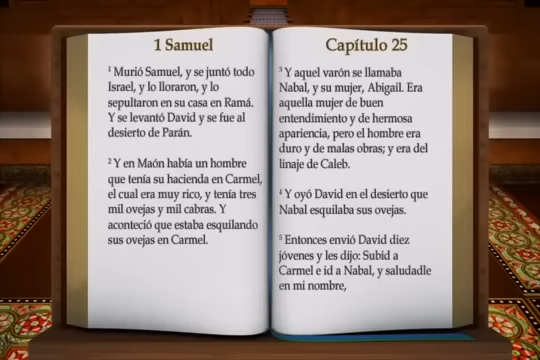 1 Samuel
1 Murió Samuel, y se juntó todo
Israel, y lo lloraron, y lo
sepultaron en su casa en Ramá.
Y se levantó David y se fue al
desierto de Parán.
2 Y en Maón había un hombre
que tenía su hacienda en Carmel,
el cual era muy rico, y tenía tres
mil ovejas y mil cabras. Y
aconteció que estaba esquilando
sus ovejas en Carmel.
Capítulo 25
3 Y aquel varón se llamaba
Nabal, y su mujer, Abigaíl. Era
aquella mujer de buen
entendimiento y de hermosa
apariencia, pero el hombre era
duro y de malas obras; y era del
linaje de Caleb.
4 Y oyó David en el desierto que
Nabal esquilaba sus ovejas.
5 Entonces envió David diez
jóvenes y les dijo: Subid a
Carmel e id a Nabal, y saludadle
en mi nombre,